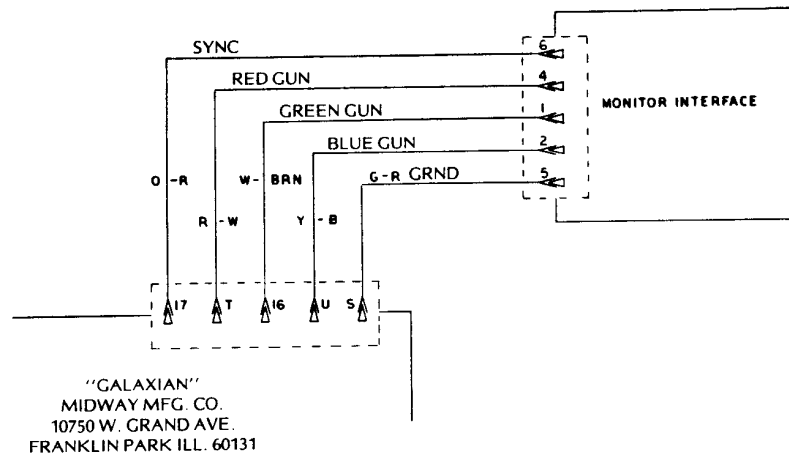 SYNC
6
RED GUN
4
GREEN GUN
1
MONITOR INTERFACE
BLUE GUN
2
G-R GRND
5
O-R
W-BRN
R-W
Y-B
17
T
16
U
S
"GALAXIAN"
MIDWAY MFG. CO.
10750 W. GRAND AVE.
FRANKLIN PARK ILL. 60131